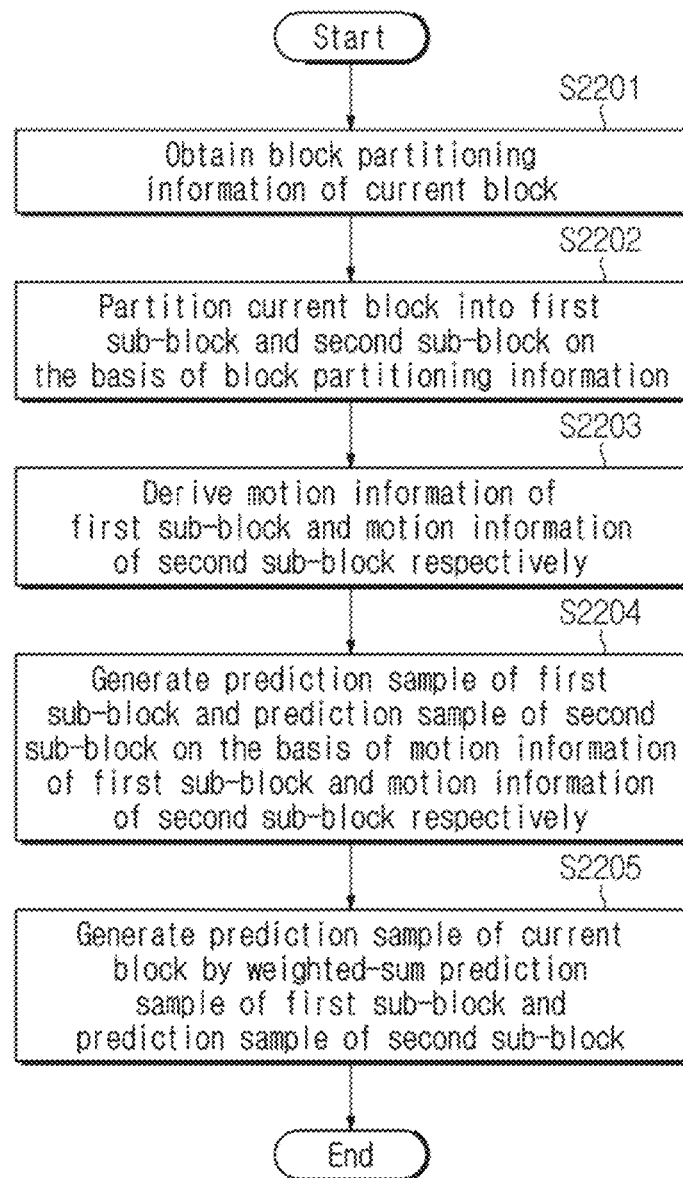 Start
S2201
Obtain block partitioning
information of current block
S2202
Partition current block into first
sub-block and second sub-block on
the basis of block partitioning information
S2203
Derive motion information of
first sub-block and motion information
of second sub-block respectively
S2204
Generate prediction sample of first
sub-block and prediction sample of second
sub-block on the basis of motion information
of first sub-block and motion information
of second sub-block respectively
S2205
Generate prediction sample of current
block by weighted-sum prediction
sample of first sub-block and
prediction sample of second sub-block
End